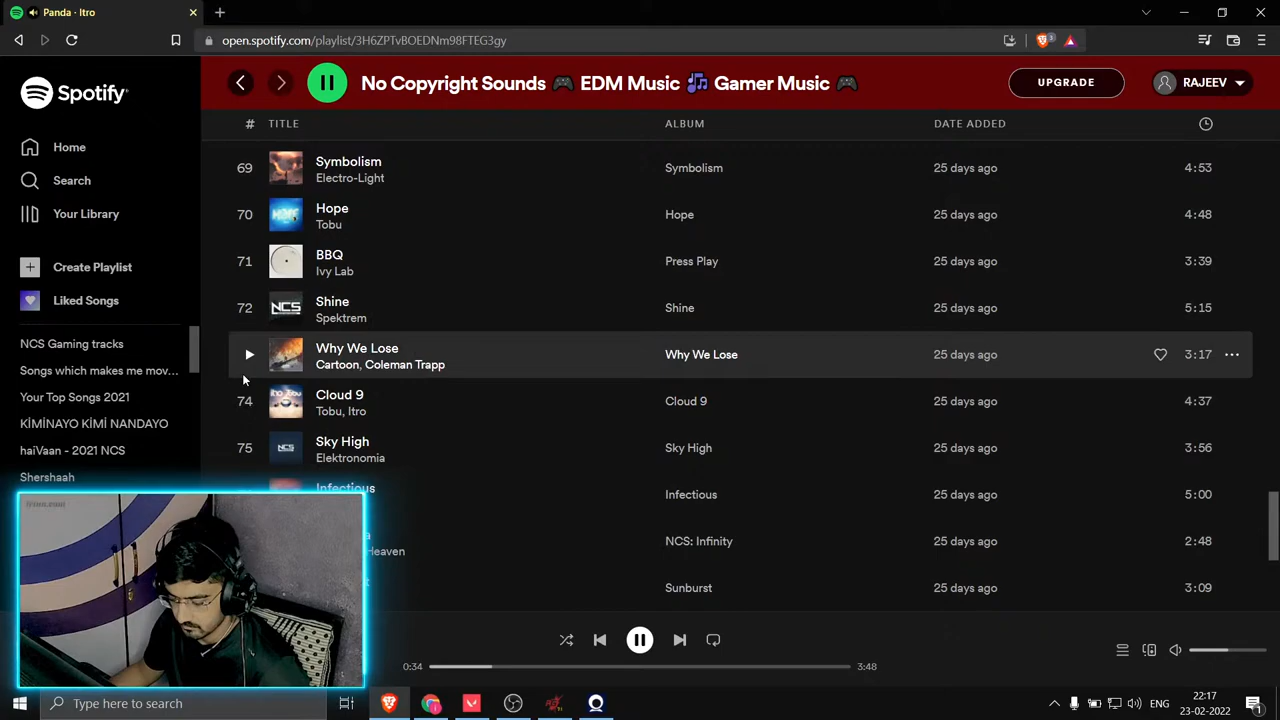 Panda · Itro
open.spotify.com/playlist/3H6ZPTvBOEDNm98FTEG3gy
Spotify
No Copyright Sounds 🎮 EDM Music 🎶 Gamer Music 🎮
UPGRADE
RAJEEV
Home
Search
Your Library
Create Playlist
Liked Songs
NCS Gaming tracks
Songs which makes me mov...
Your Top Songs 2021
KİMİNAYO KİMİ NANDAYO
haiVaan - 2021 NCS
Shershaah
# TITLE ALBUM DATE ADDED
69 Symbolism Symbolism 25 days ago 4:53
Electro-Light
70 Hope Hope 25 days ago 4:48
Tobu
71 BBQ Press Play 25 days ago 3:39
Ivy Lab
72 Shine Shine 25 days ago 5:15
Spektrem
Why We Lose Why We Lose 25 days ago 3:17
Cartoon, Coleman Trapp
74 Cloud 9 Cloud 9 25 days ago 4:37
Tobu, Itro
75 Sky High Sky High 25 days ago 3:56
Elektronomia
Infectious Infectious 25 days ago 5:00
NCS: Infinity 25 days ago 2:48
Heaven
Sunburst 25 days ago 3:09
0:34 3:48
Type here to search
ENG
22:17
23-02-2022